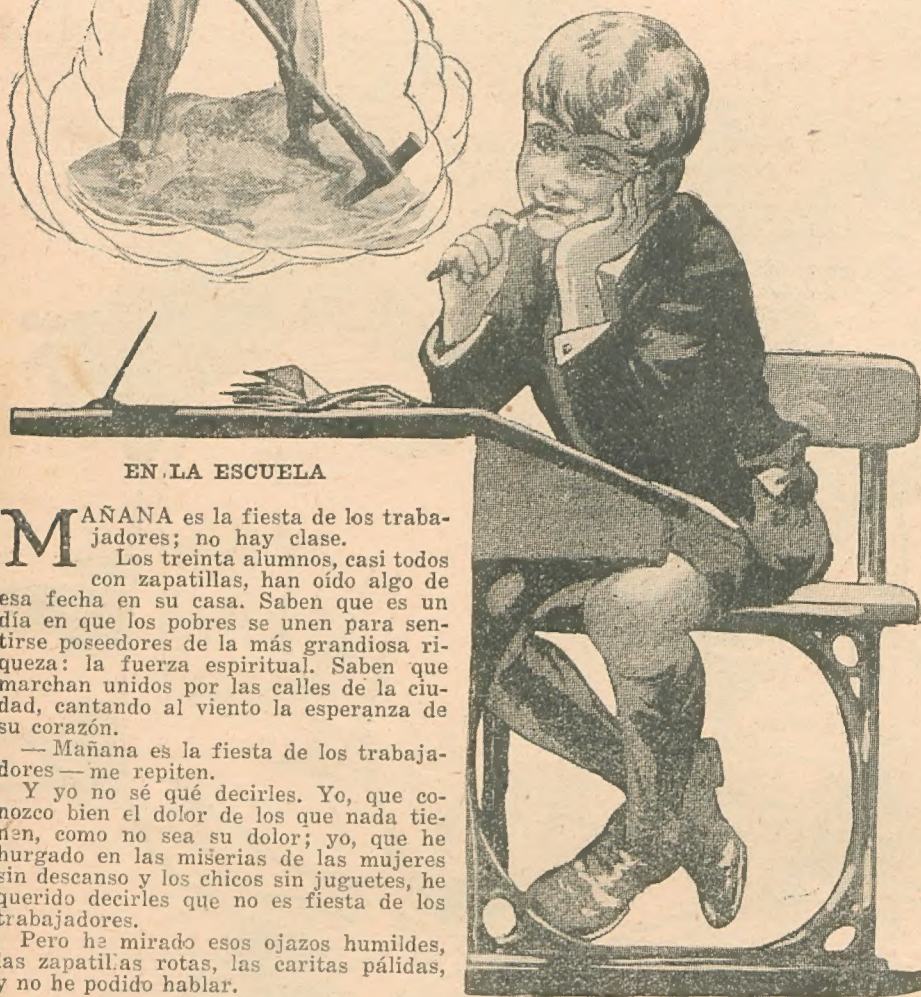 EN LA ESCUELA
MAÑANA es la fiesta de los traba-
jadores; no hay clase.
Los treinta alumnos, casi todos
con zapatillas, han oído algo de
esa fecha en su casa. Saben que es un
día en que los pobres se unen para sen-
tirse poseedores de la más grandiosa ri-
queza: la fuerza espiritual. Saben que
marchan unidos por las calles de la ciu-
dad, cantando al viento la esperanza de
su corazón.
— Mañana es la fiesta de los trabaja-
dores — me repiten.
Y yo no sé qué decirles. Yo, que co-
nozco bien el dolor de los que nada tie-
nen, como no sea su dolor; yo, que he
hurgado en las miserias de las mujeres
sin descanso y los chicos sin juguetes, he
querido decirles que no es fiesta de los
trabajadores.
Pero he mirado esos ojazos humildes,
las zapatillas rotas, las caritas pálidas,
y no he podido hablar.